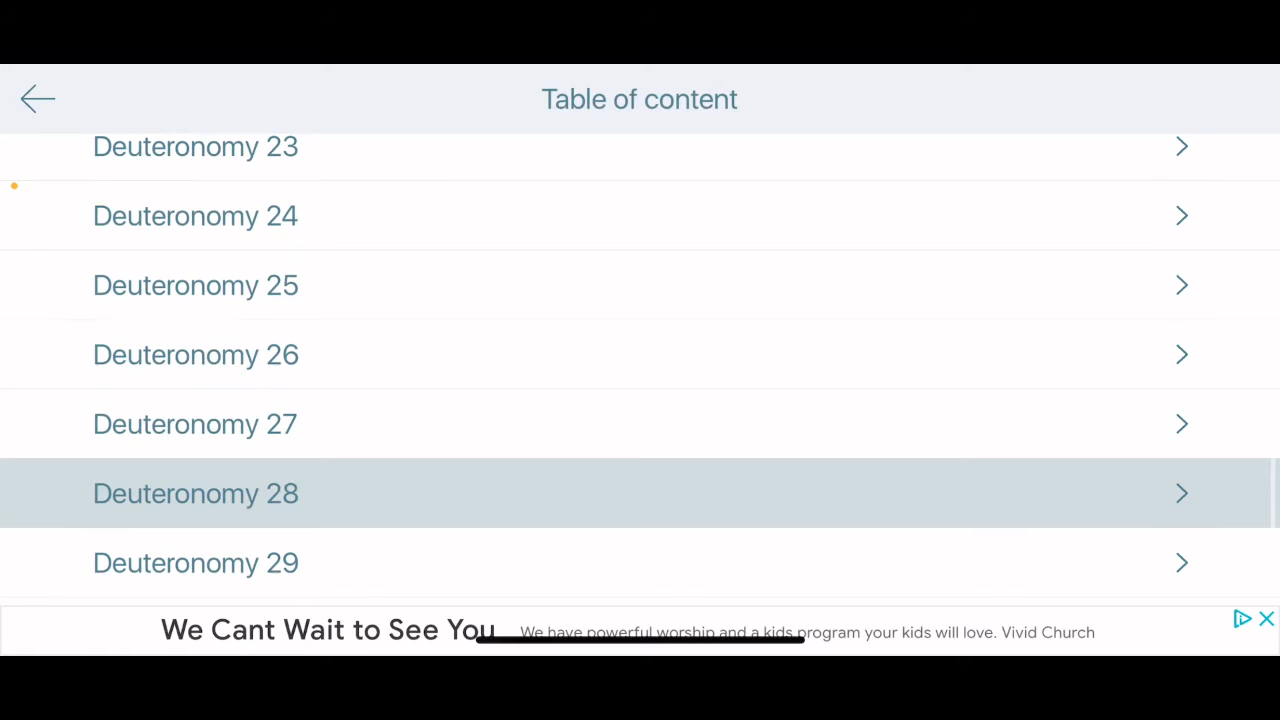 Table of content
Deuteronomy 23
Deuteronomy 24
Deuteronomy 25
Deuteronomy 26
Deuteronomy 27
Deuteronomy 28
Deuteronomy 29
We Cant Wait to See You
We have powerful worship and a kids program your kids will love. Vivid Church